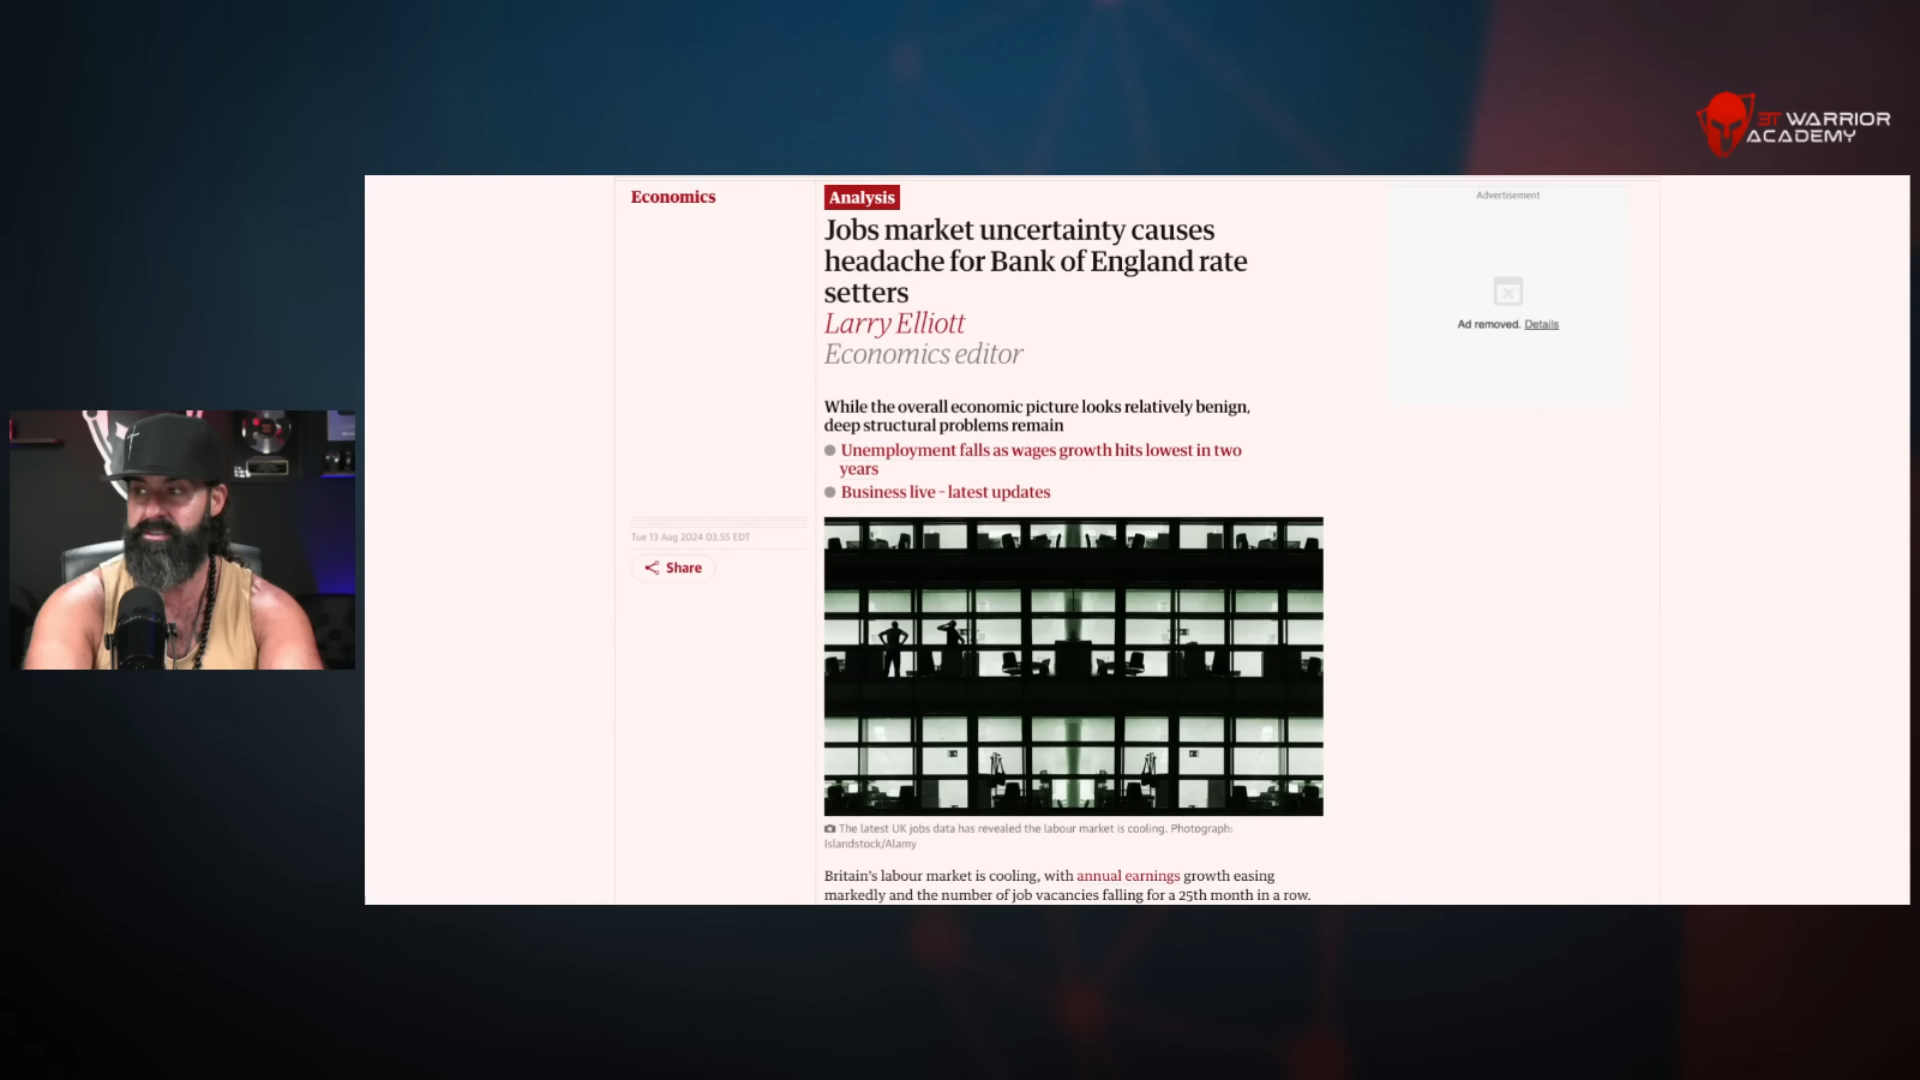 3T WARRIOR
ACADEMY
Economics
Analysis
Jobs market uncertainty causes
headache for Bank of England rate
setters
Larry Elliott
Economics editor
While the overall economic picture looks relatively benign,
deep structural problems remain
Unemployment falls as wages growth hits lowest in two
years
Business live – latest updates
Tue 13 Aug 2024 03.55 EDT
Share
Advertisement
Ad removed. Details
The latest UK jobs data has revealed the labour market is cooling. Photograph:
Islandstock/Alamy
Britain's labour market is cooling, with annual earnings growth easing
markedly and the number of job vacancies falling for a 25th month in a row.